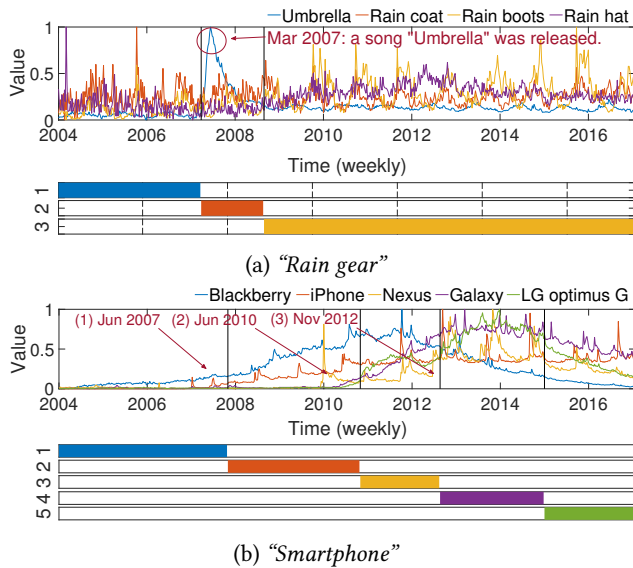 Umbrella Rain coat Rain boots Rain hat
Mar 2007: a song "Umbrella" was released.
Value
1
0.5
0
2004 2006 2008 2010 2012 2014 2016
Time (weekly)
1
2
3
(a) “Rain gear”
Blackberry iPhone Nexus Galaxy LG optimus G
(1) Jun 2007 (2) Jun 2010 (3) Nov 2012
Value
1
0.5
0
2004 2006 2008 2010 2012 2014 2016
Time (weekly)
1
2
3
4
5
(b) “Smartphone”